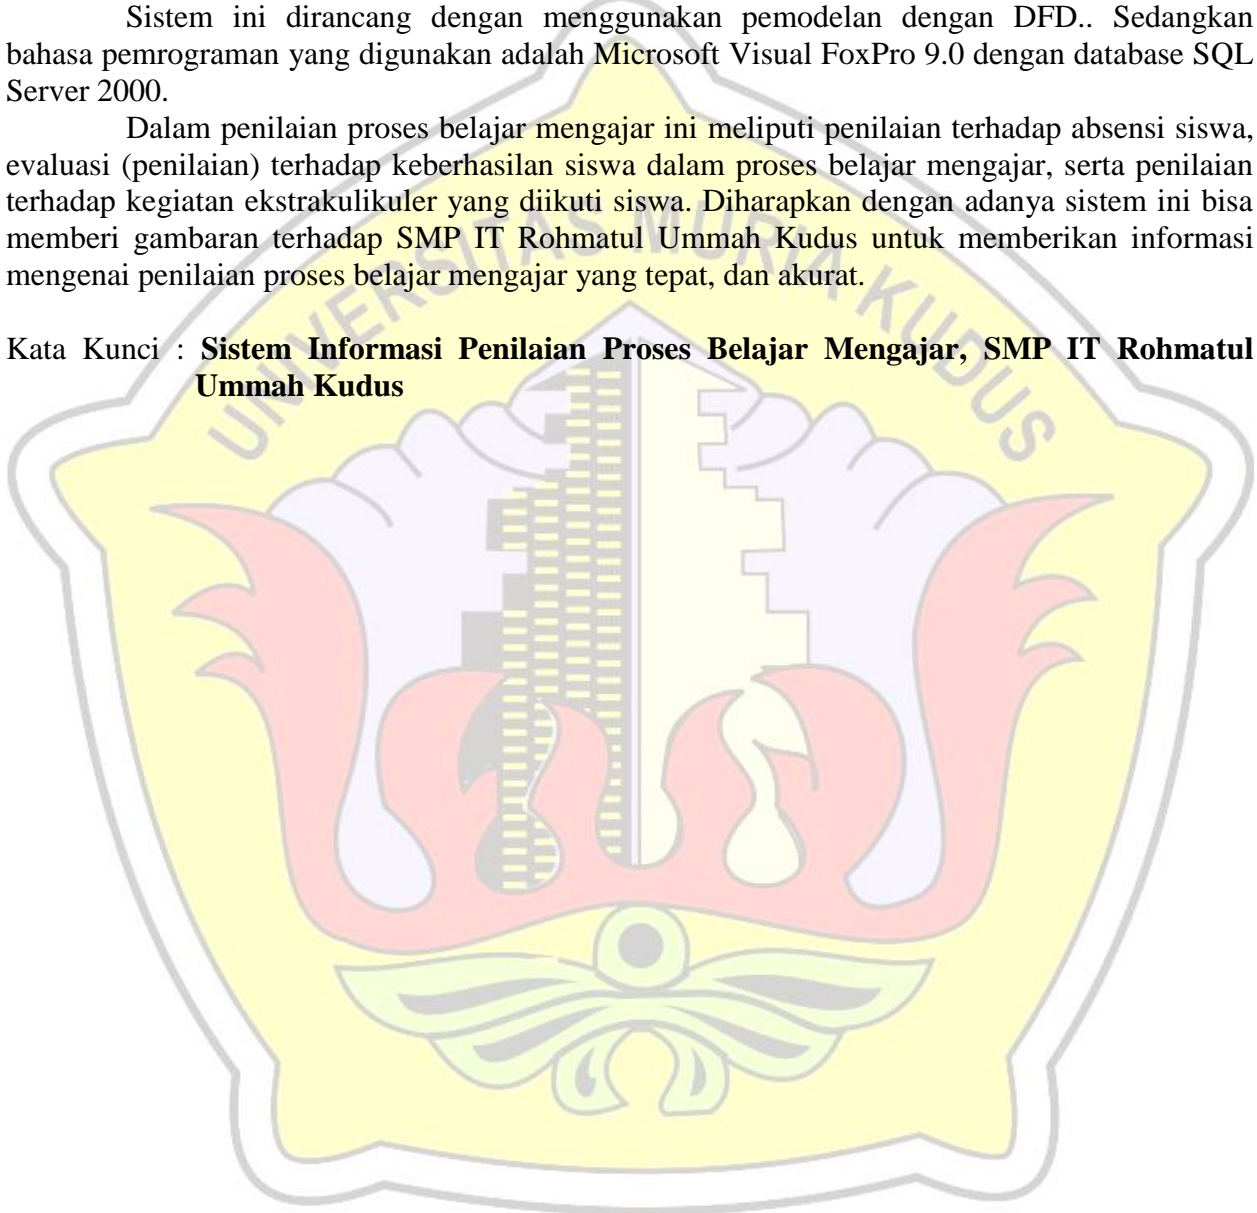 Sistem ini dirancang dengan menggunakan pemodelan dengan DFD.. Sedangkan
bahasa pemrograman yang digunakan adalah Microsoft Visual FoxPro 9.0 dengan database SQL
Server 2000.
Dalam penilaian proses belajar mengajar ini meliputi penilaian terhadap absensi siswa,
evaluasi (penilaian) terhadap keberhasilan siswa dalam proses belajar mengajar, serta penilaian
terhadap kegiatan ekstrakulikuler yang diikuti siswa. Diharapkan dengan adanya sistem ini bisa
memberi gambaran terhadap SMP IT Rohmatul Ummah Kudus untuk memberikan informasi
mengenai penilaian proses belajar mengajar yang tepat, dan akurat.
Kata Kunci : Sistem Informasi Penilaian Proses Belajar Mengajar, SMP IT Rohmatul
Ummah Kudus
UNIVERSITAS MURIA KUDUS